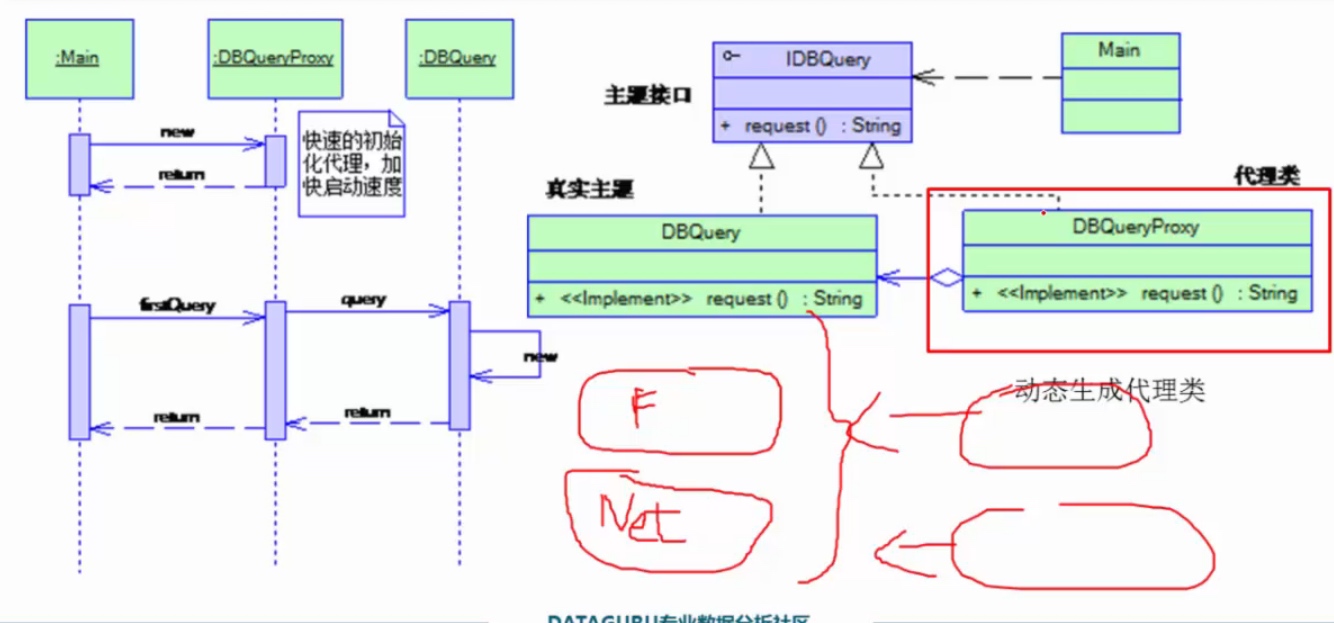 :Main
:DBQueryProxy
:DBQuery
new
return
快速的初始
化代理，加
快启动速度
firstQuery
query
new
return
return
主题接口
IDBQuery
+ request () : String
Main
真实主题
DBQuery
+ <<Implement>> request () : String
代理类
DBQueryProxy
+ <<Implement>> request () : String
动态生成代理类
F
Net
DATAGURU专业数据分析社区